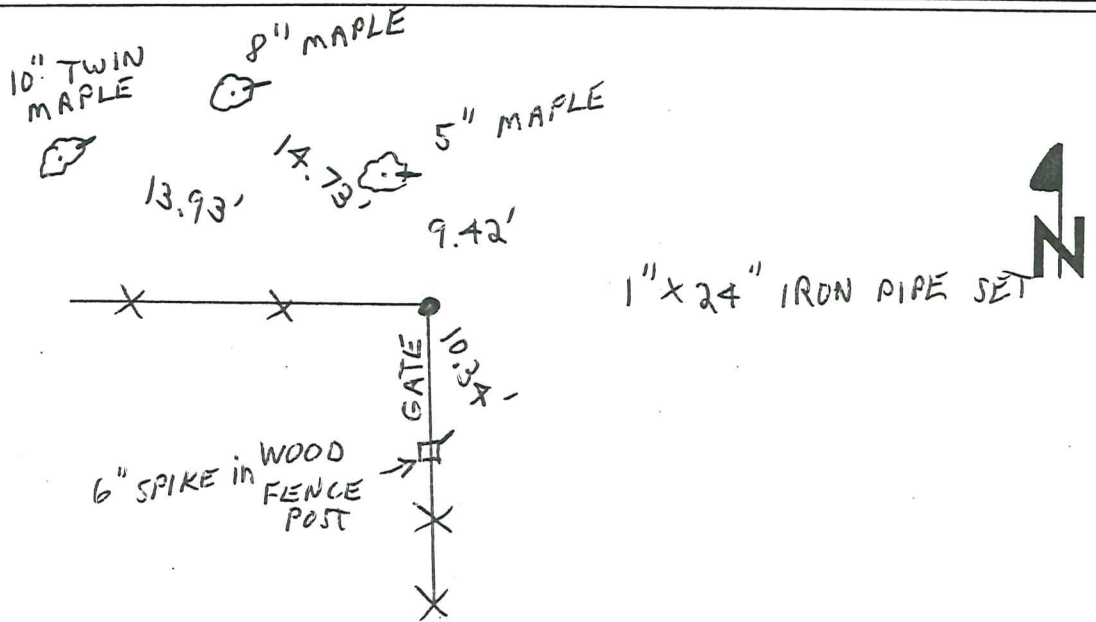 10" TWIN
MAPLE
8" MAPLE
5" MAPLE
13.93'
14.73'
9.42'
N
1" X 24" IRON PIPE SET
GATE
10.34'
6" SPIKE in WOOD
FENCE
POST